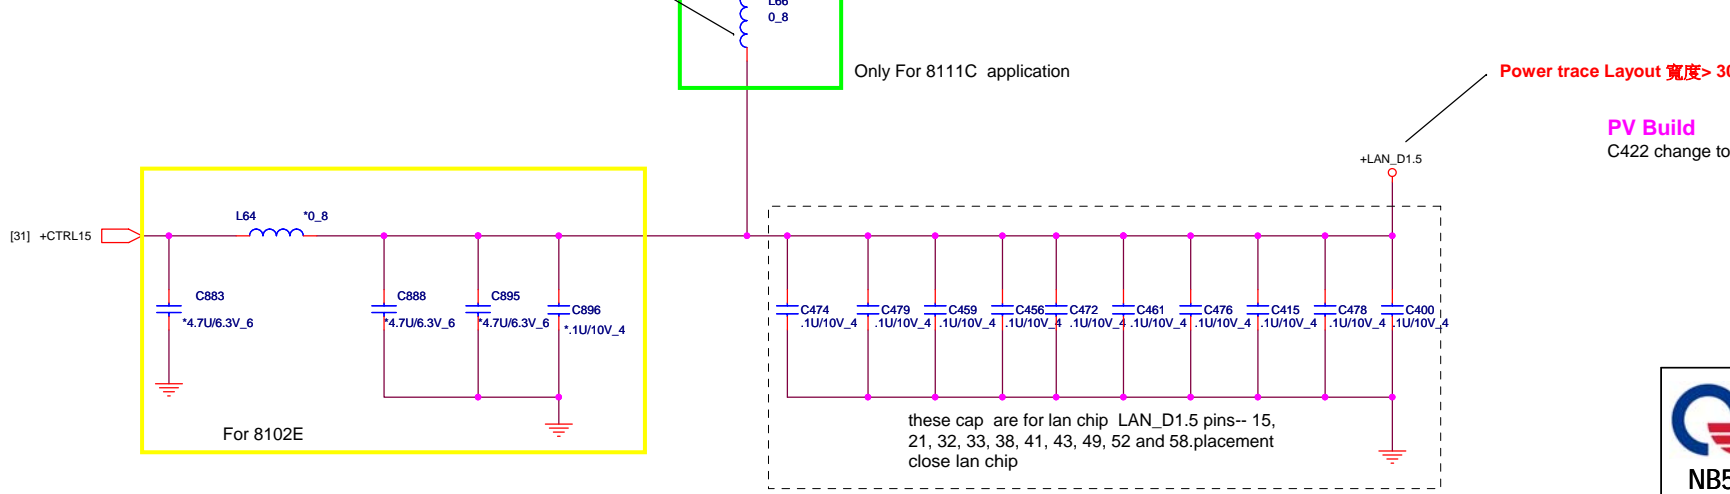 L66
0_8
Only For 8111C application
Power trace Layout 寬度> 30
PV Build
C422 change to
+LAN_D1.5
L64 *0_8
[31] +CTRL15
C883
*4.7U/6.3V_6
C888
*4.7U/6.3V_6
C895
*4.7U/6.3V_6
C896
*.1U/10V_4
C474
.1U/10V_4
C479
.1U/10V_4
C459
.1U/10V_4
C456
.1U/10V_4
C472
.1U/10V_4
C461
.1U/10V_4
C476
.1U/10V_4
C415
.1U/10V_4
C478
.1U/10V_4
C400
.1U/10V_4
For 8102E
these cap are for lan chip LAN_D1.5 pins-- 15,
21, 32, 33, 38, 41, 43, 49, 52 and 58.placement
close lan chip
NB5